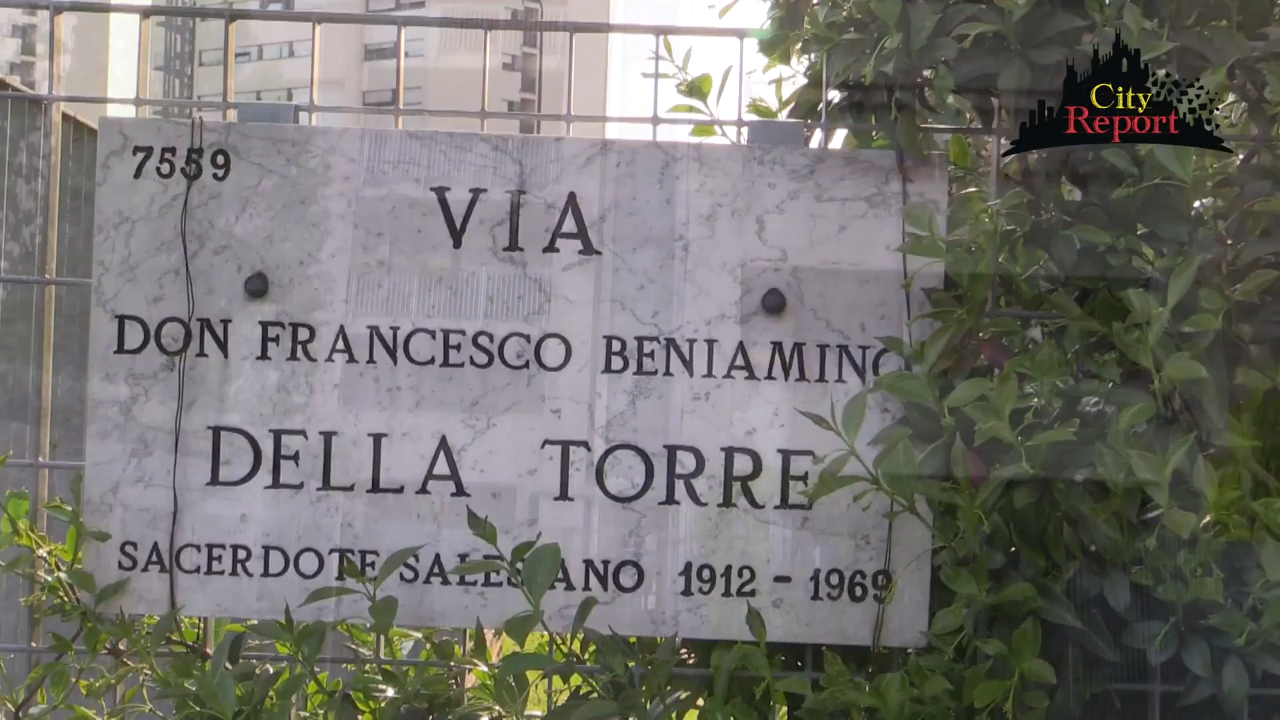 City
Report
7559
VIA
DON FRANCESCO BENIAMINO
DELLA TORRE
SACERDOTE SALESIANO 1912 - 1969